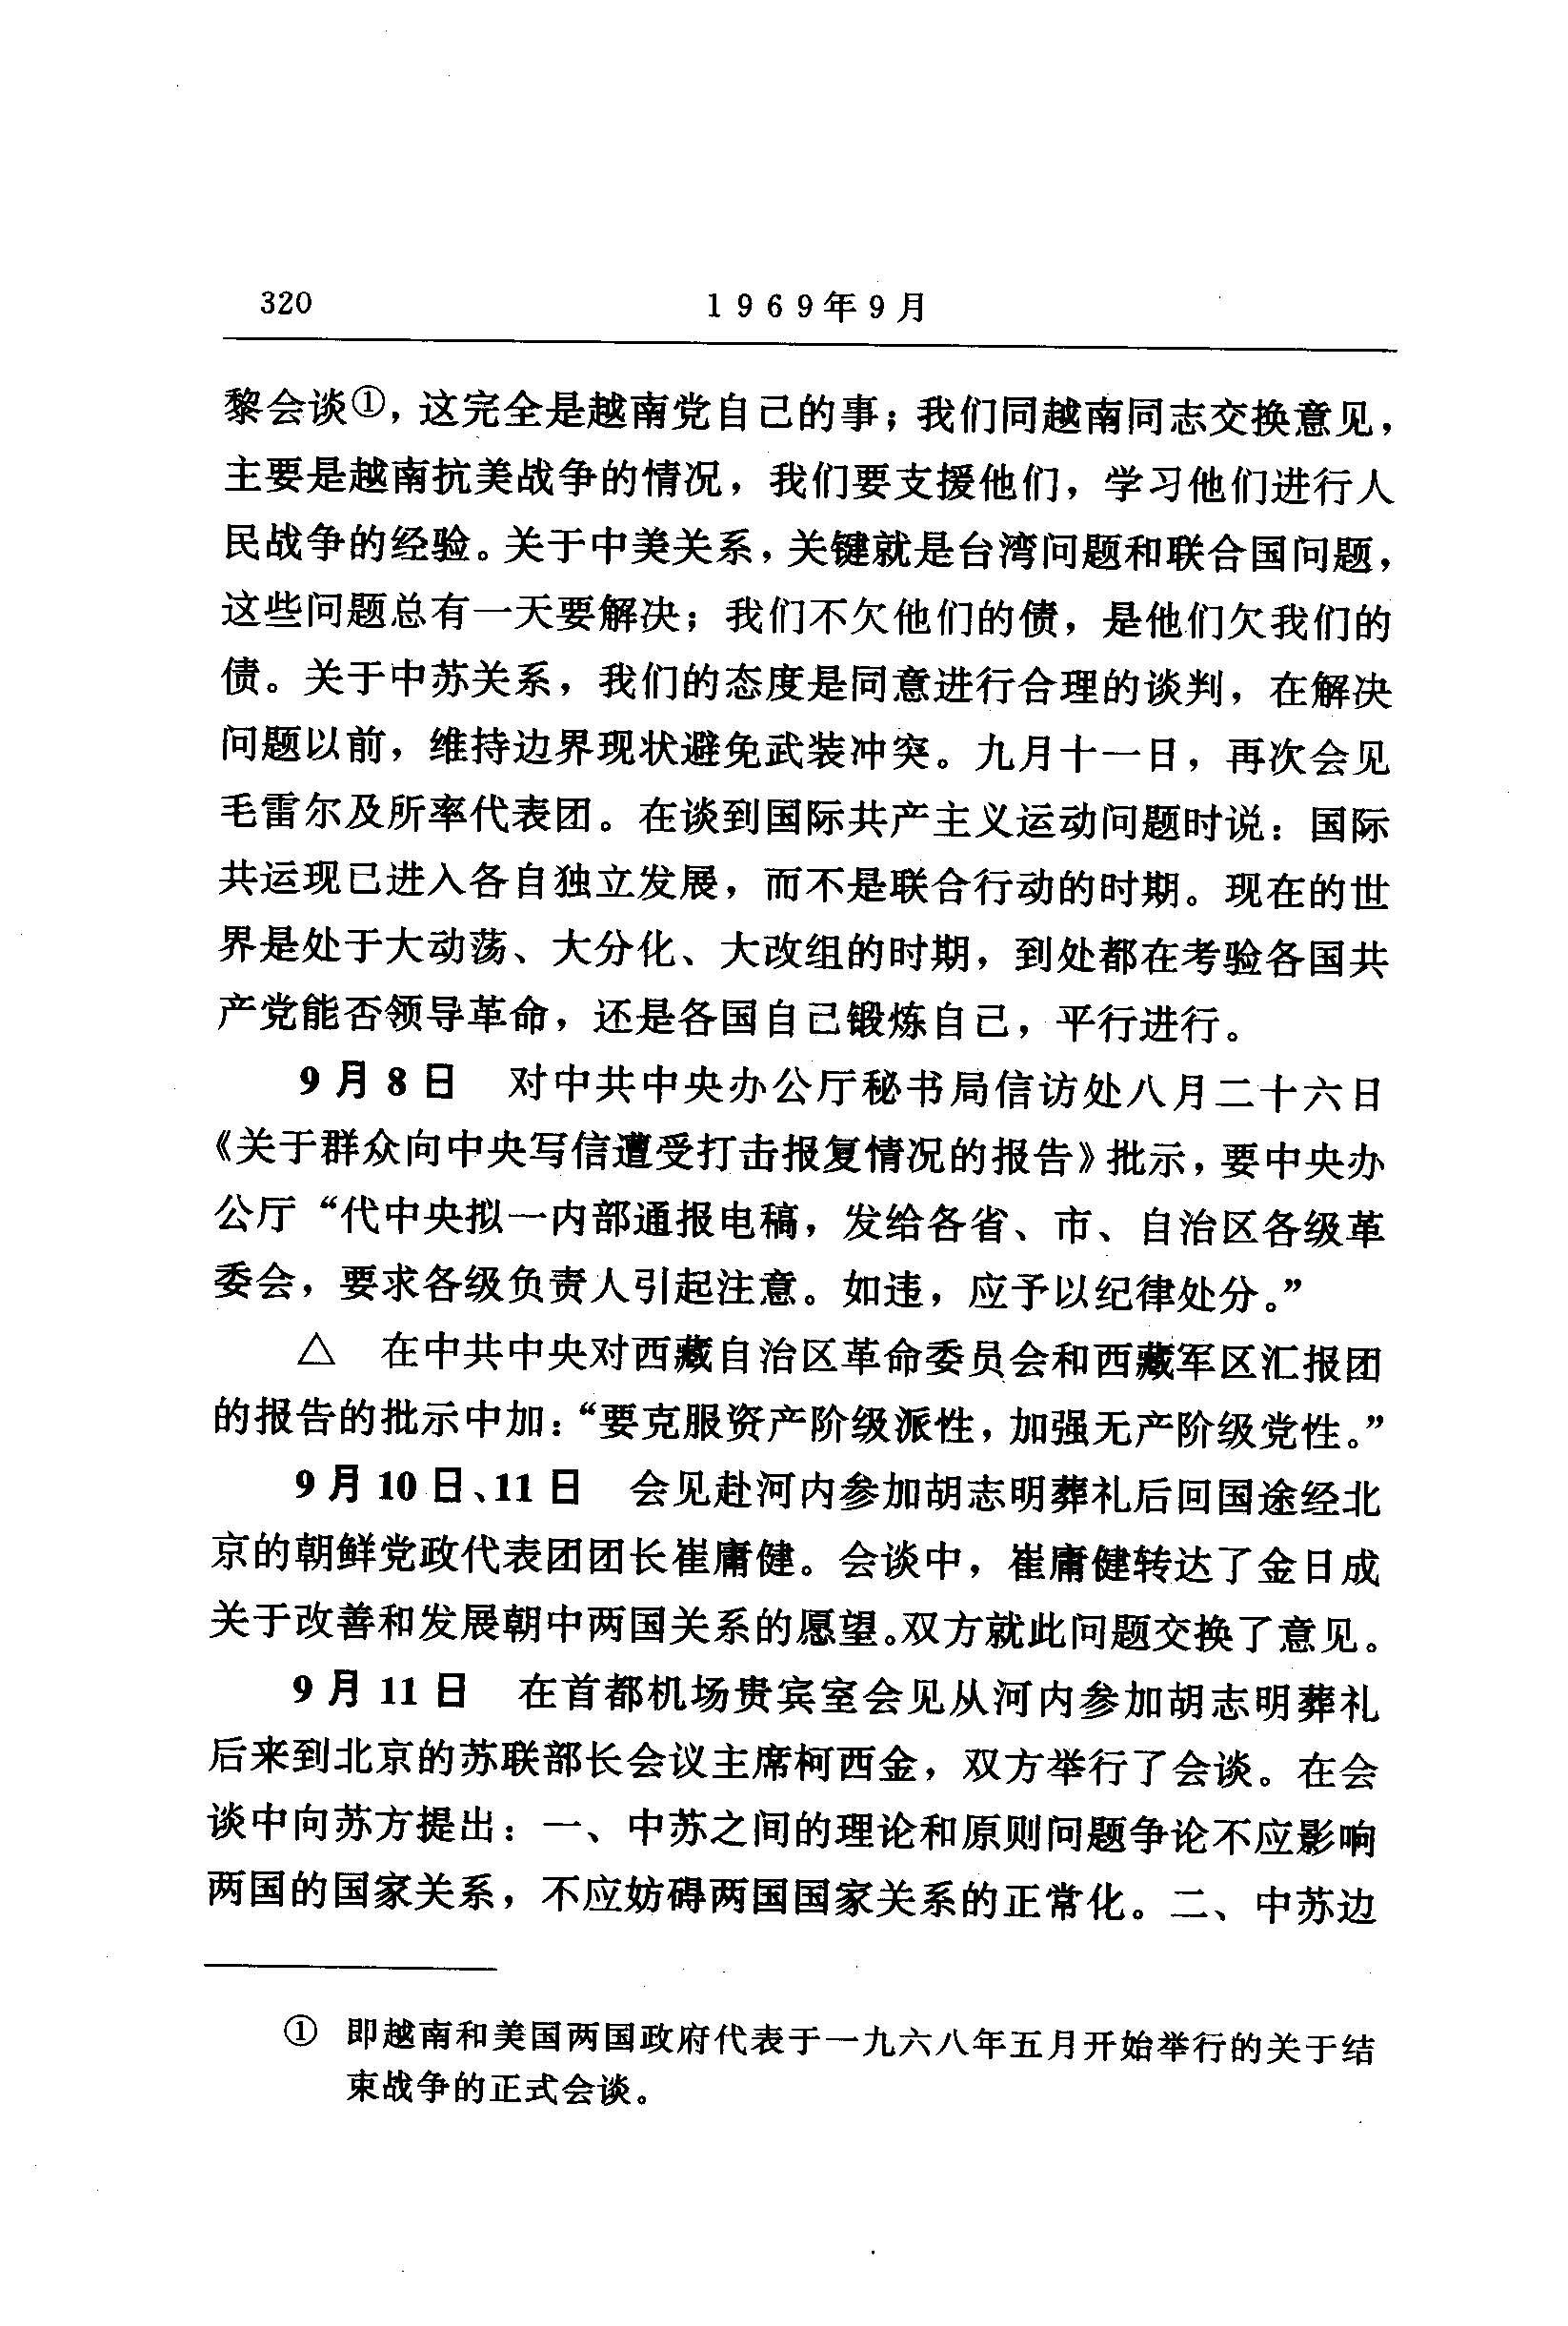 320
1969年9月
黎会谈①，这完全是越南党自己的事；我们同越南同志交换意见，
主要是越南抗美战争的情况，我们要支援他们，学习他们进行人
民战争的经验。关于中美关系，关键就是台湾问题和联合国问题，
这些问题总有一天要解决；我们不欠他们的债，是他们欠我们的
债。关于中苏关系，我们的态度是同意进行合理的谈判，在解决
问题以前，维持边界现状避免武装冲突。九月十一日，再次会见
毛雷尔及所率代表团。在谈到国际共产主义运动问题时说：国际
共运现已进入各自独立发展，而不是联合行动的时期。现在的世
界是处于大动荡、大分化、大改组的时期，到处都在考验各国共
产党能否领导革命，还是各国自己锻炼自己，平行进行。
9月8日　对中共中央办公厅秘书局信访处八月二十六日
《关于群众向中央写信遭受打击报复情况的报告》批示，要中央办
公厅“代中央拟一内部通报电稿，发给各省、市、自治区各级革
委会，要求各级负责人引起注意。如违，应予以纪律处分。”
△　在中共中央对西藏自治区革命委员会和西藏军区汇报团
的报告的批示中加：“要克服资产阶级派性，加强无产阶级党性。”
9月10日、11日　会见赴河内参加胡志明葬礼后回国途经北
京的朝鲜党政代表团团长崔庸健。会谈中，崔庸健转达了金日成
关于改善和发展朝中两国关系的愿望。双方就此问题交换了意见。
9月11日　在首都机场贵宾室会见从河内参加胡志明葬礼
后来到北京的苏联部长会议主席柯西金，双方举行了会谈。在会
谈中向苏方提出：一、中苏之间的理论和原则问题争论不应影响
两国的国家关系，不应妨碍两国国家关系的正常化。二、中苏边
①　即越南和美国两国政府代表于一九六八年五月开始举行的关于结
束战争的正式会谈。